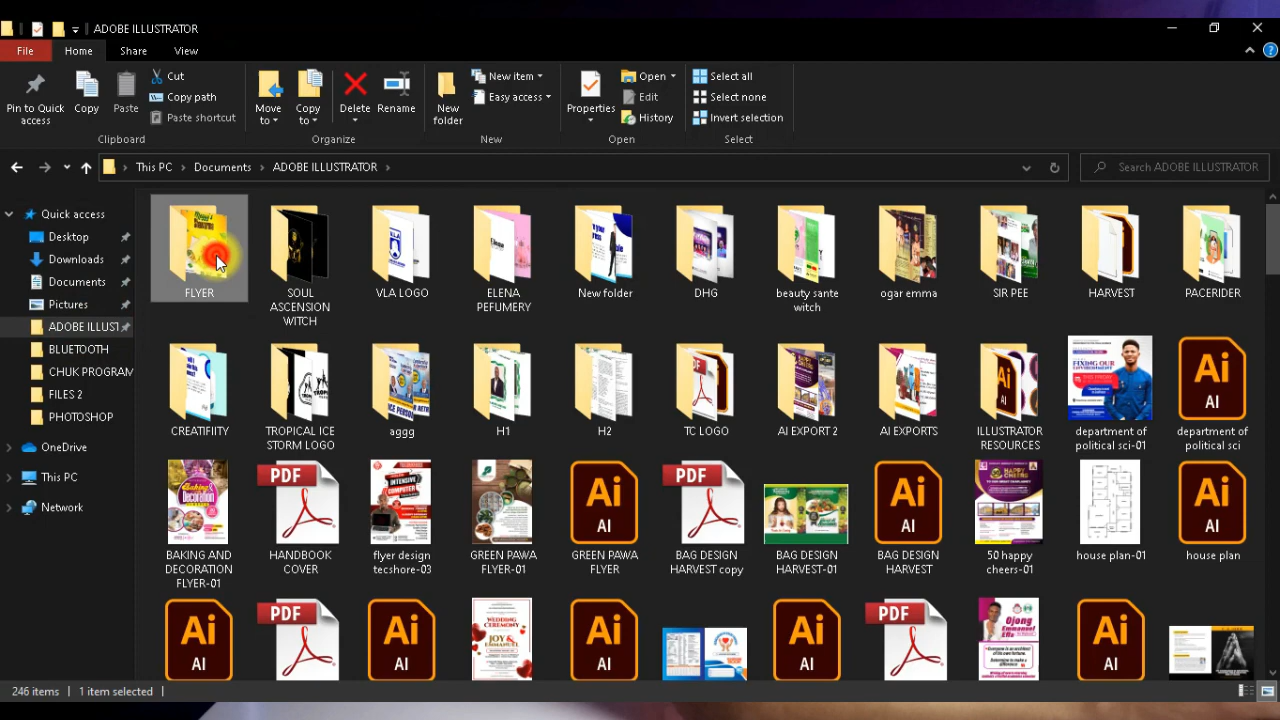 ADOBE ILLUSTRATOR
File Home Share View
Pin to Quick access
Copy
Paste
Cut
Copy path
Paste shortcut
Clipboard
Move to
Copy to
Delete
Rename
Organize
New folder
New item
Easy access
New
Properties
Open
Edit
History
Open
Select all
Select none
Invert selection
Select
This PC > Documents > ADOBE ILLUSTRATOR >
Search ADOBE ILLUSTRATOR
Quick access
Desktop
Downloads
Documents
Pictures
ADOBE ILLUST
BLUETOOTH
CHUK PROGRAM
FILES 2
PHOTOSHOP
OneDrive
This PC
Network
FLYER
SOUL ASCENSION WITCH
VLA LOGO
ELENA PEFUMERY
New folder
DHG
beauty sante witch
ogar emma
SIR PEE
HARVEST
PACERIDER
CREATIFIITY
TROPICAL ICE STORM LOGO
aggg
H1
H2
TC LOGO
AI EXPORT 2
AI EXPORTS
ILLUSTRATOR RESOURCES
department of political sci-01
department of political sci
BAKING AND DECORATION FLYER-01
HANDBOOK COVER
flyer design tecshore-03
GREEN PAWA FLYER-01
GREEN PAWA FLYER
BAG DESIGN HARVEST copy
BAG DESIGN HARVEST-01
BAG DESIGN HARVEST
50 happy cheers-01
house plan-01
house plan
246 items
1 item selected